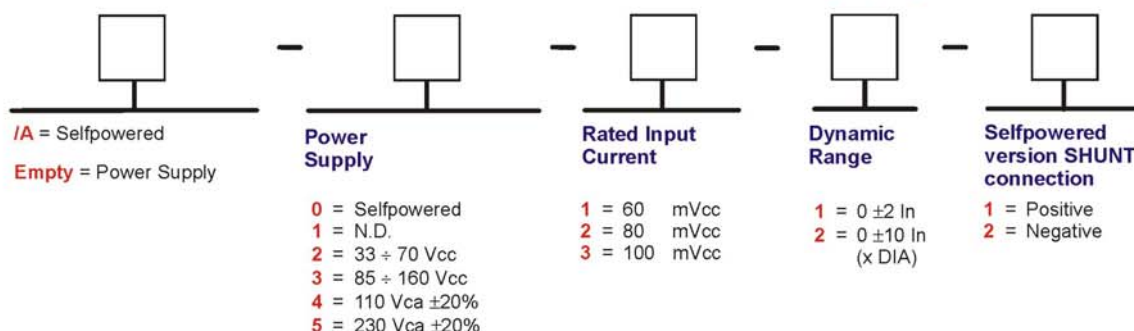 /A = Selfpowered
Empty = Power Supply
Power
Supply
0 = Selfpowered
1 = N.D.
2 = 33 ÷ 70 Vcc
3 = 85 ÷ 160 Vcc
4 = 110 Vca ±20%
5 = 230 Vca ±20%
Rated Input
Current
1 = 60 mVcc
2 = 80 mVcc
3 = 100 mVcc
Dynamic
Range
1 = 0 ±2 In
2 = 0 ±10 In
(x DIA)
Selfpowered
version SHUNT
connection
1 = Positive
2 = Negative